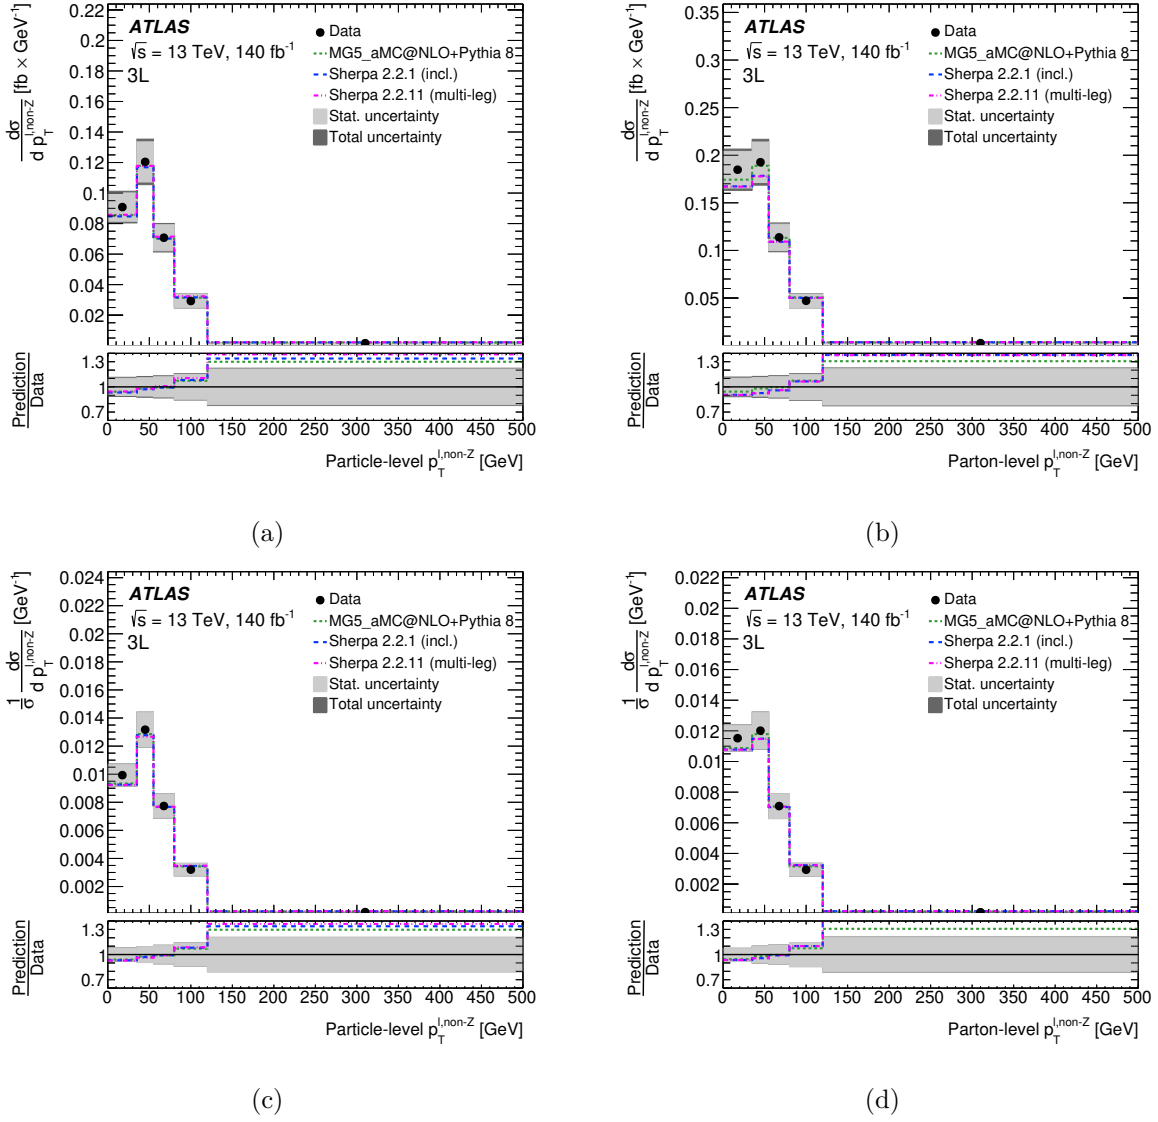 ATLAS
√s = 13 TeV, 140 fb⁻¹
3L
Data
MG5_aMC@NLO+Pythia 8
Sherpa 2.2.1 (incl.)
Sherpa 2.2.11 (multi-leg)
Stat. uncertainty
Total uncertainty
dσ / d p_T^{l,non-Z} [fb × GeV⁻¹]
0.22
0.2
0.18
0.16
0.14
0.12
0.1
0.08
0.06
0.04
0.02
Prediction / Data
1.3
1
0.7
0 50 100 150 200 250 300 350 400 450 500
Particle-level p_T^{l,non-Z} [GeV]
(a)
ATLAS
√s = 13 TeV, 140 fb⁻¹
3L
Data
MG5_aMC@NLO+Pythia 8
Sherpa 2.2.1 (incl.)
Sherpa 2.2.11 (multi-leg)
Stat. uncertainty
Total uncertainty
dσ / d p_T^{l,non-Z} [fb × GeV⁻¹]
0.35
0.3
0.25
0.2
0.15
0.1
0.05
Prediction / Data
1.3
1
0.7
0 50 100 150 200 250 300 350 400 450 500
Parton-level p_T^{l,non-Z} [GeV]
(b)
ATLAS
√s = 13 TeV, 140 fb⁻¹
3L
Data
MG5_aMC@NLO+Pythia 8
Sherpa 2.2.1 (incl.)
Sherpa 2.2.11 (multi-leg)
Stat. uncertainty
Total uncertainty
1/σ dσ / d p_T^{l,non-Z} [GeV⁻¹]
0.024
0.022
0.02
0.018
0.016
0.014
0.012
0.01
0.008
0.006
0.004
0.002
Prediction / Data
1.3
1
0.7
0 50 100 150 200 250 300 350 400 450 500
Particle-level p_T^{l,non-Z} [GeV]
(c)
ATLAS
√s = 13 TeV, 140 fb⁻¹
3L
Data
MG5_aMC@NLO+Pythia 8
Sherpa 2.2.1 (incl.)
Sherpa 2.2.11 (multi-leg)
Stat. uncertainty
Total uncertainty
1/σ dσ / d p_T^{l,non-Z} [GeV⁻¹]
0.022
0.02
0.018
0.016
0.014
0.012
0.01
0.008
0.006
0.004
0.002
Prediction / Data
1.3
1
0.7
0 50 100 150 200 250 300 350 400 450 500
Parton-level p_T^{l,non-Z} [GeV]
(d)